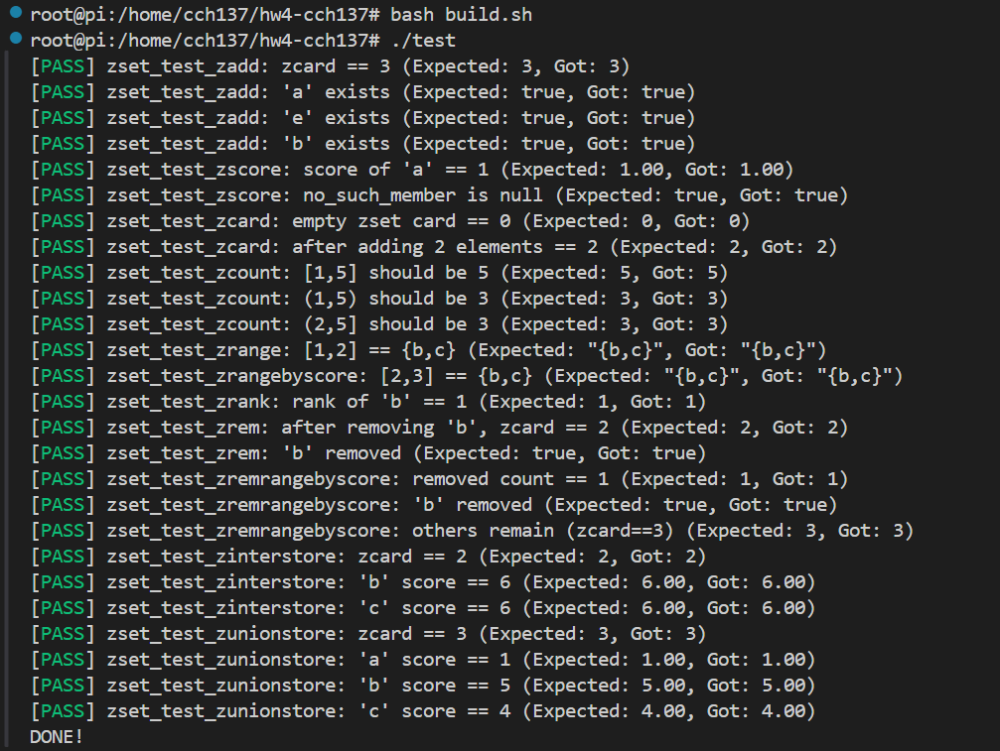 root@pi:/home/cch137/hw4-cch137# bash build.sh
root@pi:/home/cch137/hw4-cch137# ./test
[PASS] zset_test_zadd: zcard == 3 (Expected: 3, Got: 3)
[PASS] zset_test_zadd: 'a' exists (Expected: true, Got: true)
[PASS] zset_test_zadd: 'e' exists (Expected: true, Got: true)
[PASS] zset_test_zadd: 'b' exists (Expected: true, Got: true)
[PASS] zset_test_zscore: score of 'a' == 1 (Expected: 1.00, Got: 1.00)
[PASS] zset_test_zscore: no_such_member is null (Expected: true, Got: true)
[PASS] zset_test_zcard: empty zset card == 0 (Expected: 0, Got: 0)
[PASS] zset_test_zcard: after adding 2 elements == 2 (Expected: 2, Got: 2)
[PASS] zset_test_zcount: [1,5] should be 5 (Expected: 5, Got: 5)
[PASS] zset_test_zcount: (1,5) should be 3 (Expected: 3, Got: 3)
[PASS] zset_test_zcount: (2,5] should be 3 (Expected: 3, Got: 3)
[PASS] zset_test_zrange: [1,2] == {b,c} (Expected: "{b,c}", Got: "{b,c}")
[PASS] zset_test_zrangebyscore: [2,3] == {b,c} (Expected: "{b,c}", Got: "{b,c}")
[PASS] zset_test_zrank: rank of 'b' == 1 (Expected: 1, Got: 1)
[PASS] zset_test_zrem: after removing 'b', zcard == 2 (Expected: 2, Got: 2)
[PASS] zset_test_zrem: 'b' removed (Expected: true, Got: true)
[PASS] zset_test_zremrangebyscore: removed count == 1 (Expected: 1, Got: 1)
[PASS] zset_test_zremrangebyscore: 'b' removed (Expected: true, Got: true)
[PASS] zset_test_zremrangebyscore: others remain (zcard==3) (Expected: 3, Got: 3)
[PASS] zset_test_zinterstore: zcard == 2 (Expected: 2, Got: 2)
[PASS] zset_test_zinterstore: 'b' score == 6 (Expected: 6.00, Got: 6.00)
[PASS] zset_test_zinterstore: 'c' score == 6 (Expected: 6.00, Got: 6.00)
[PASS] zset_test_zunionstore: zcard == 3 (Expected: 3, Got: 3)
[PASS] zset_test_zunionstore: 'a' score == 1 (Expected: 1.00, Got: 1.00)
[PASS] zset_test_zunionstore: 'b' score == 5 (Expected: 5.00, Got: 5.00)
[PASS] zset_test_zunionstore: 'c' score == 4 (Expected: 4.00, Got: 4.00)
DONE!